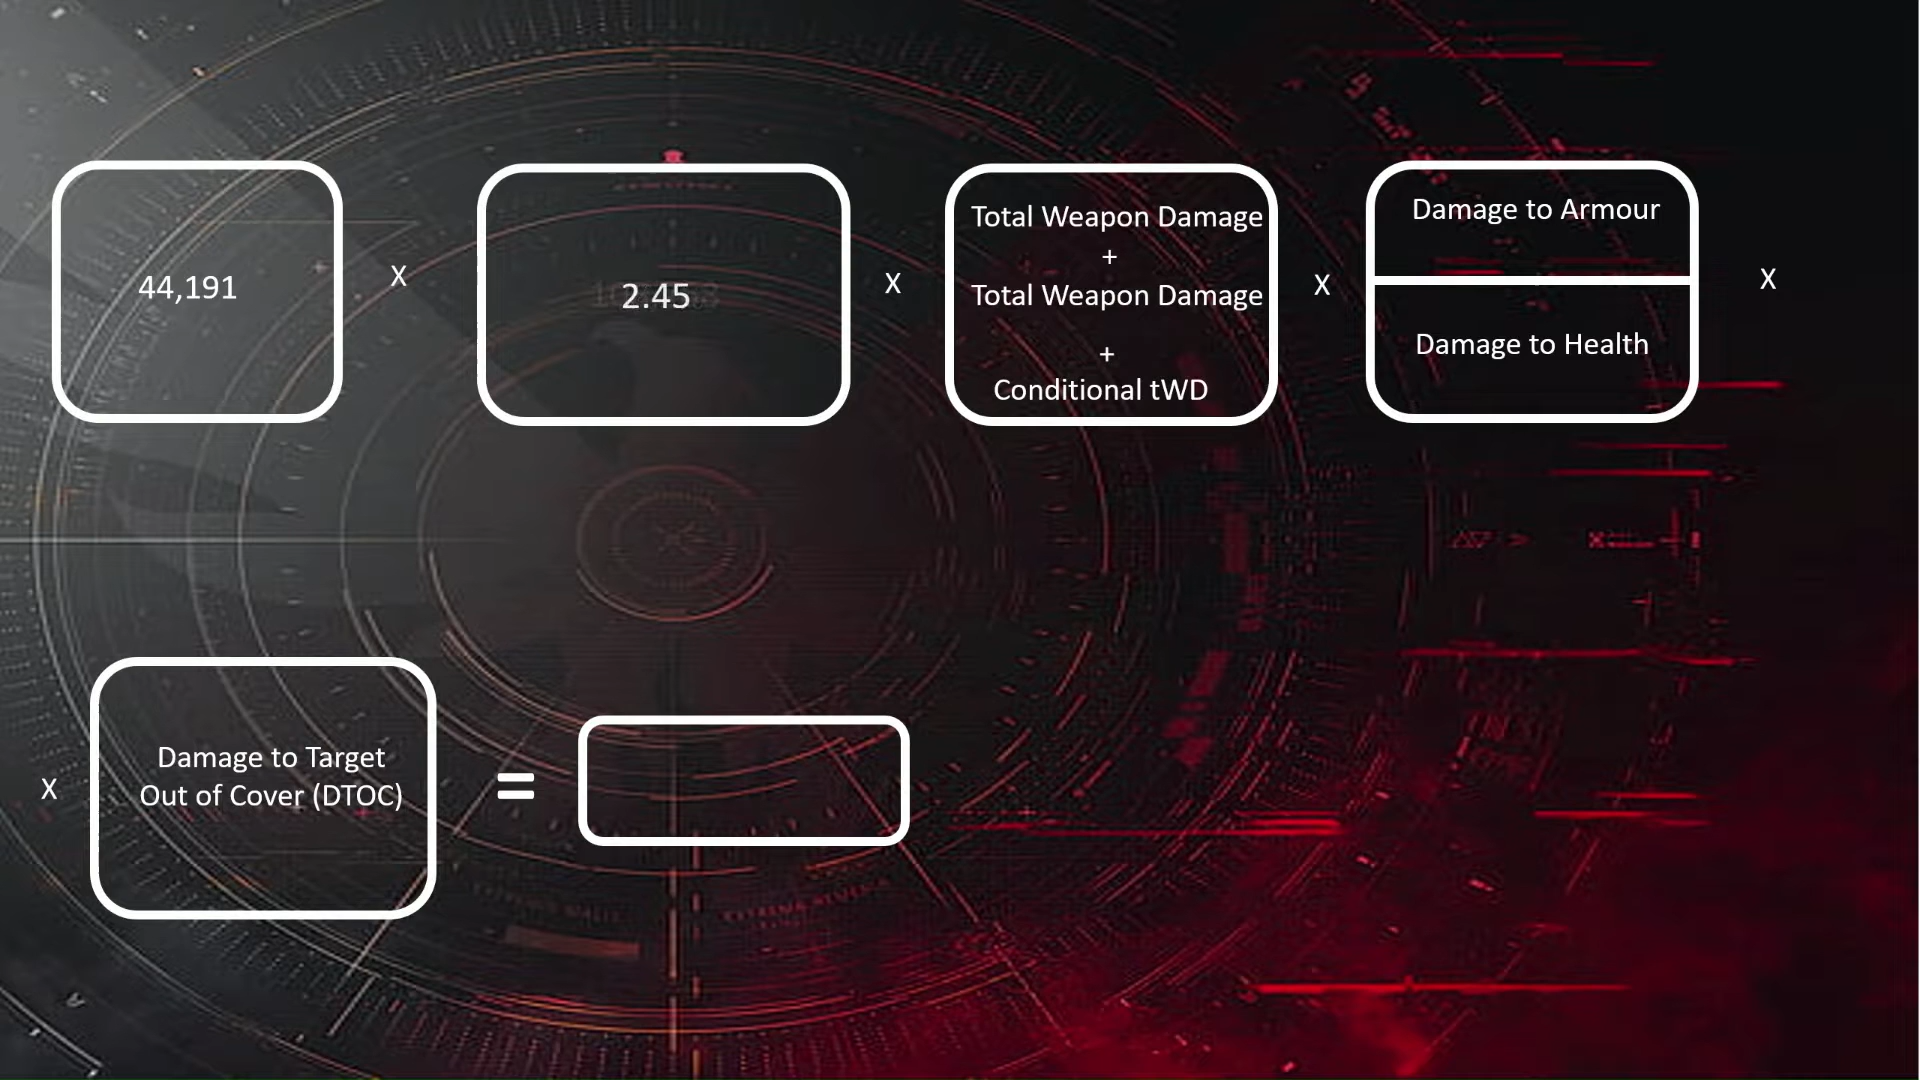 44,191
X
2.45
X
Total Weapon Damage
+
Total Weapon Damage
+
Conditional tWD
X
Damage to Armour
Damage to Health
X
X
Damage to Target
Out of Cover (DTOC)
=